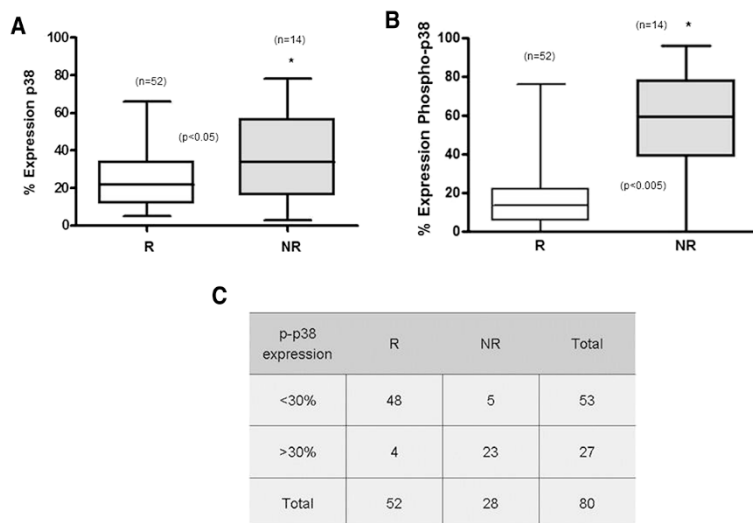 A
(n=14)
(n=52)
*
(p<0.05)
% Expression p38
100
80
60
40
20
0
R
NR
B
(n=14)
*
(n=52)
(p<0.005)
% Expression Phospho-p38
100
80
60
40
20
0
R
NR
C
p-p38 expression R NR Total
<30% 48 5 53
>30% 4 23 27
Total 52 28 80